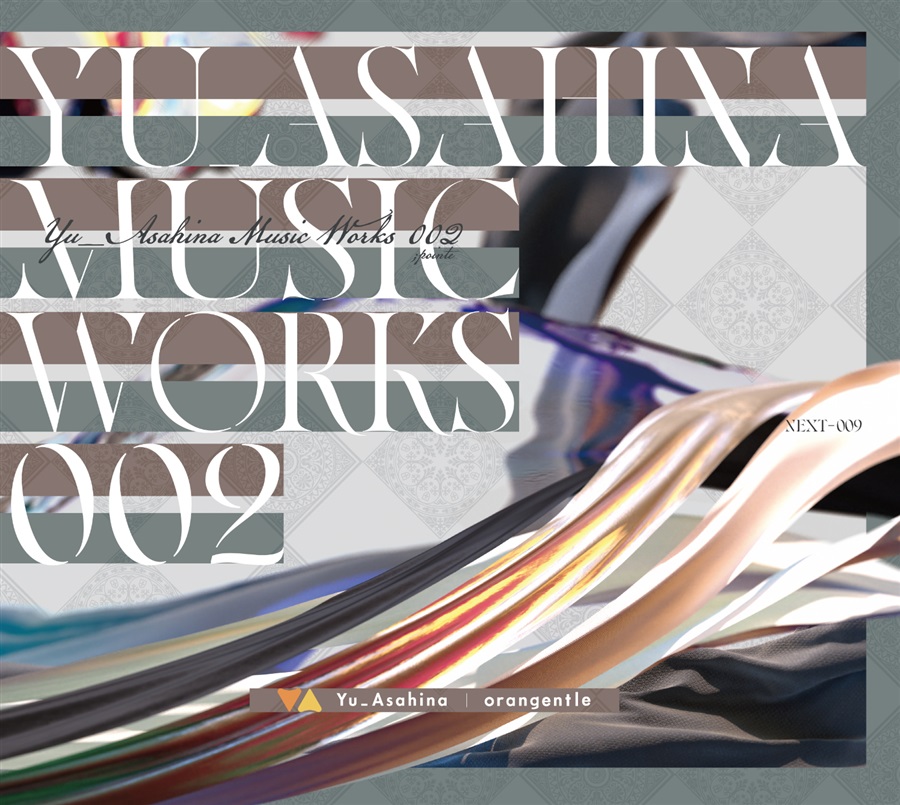 YU_ASAHINA
MUSIC
Yu_Asahina Music Works 002
;pointe
WORKS
NEXT-009
002
Yu_Asahina | orangentle